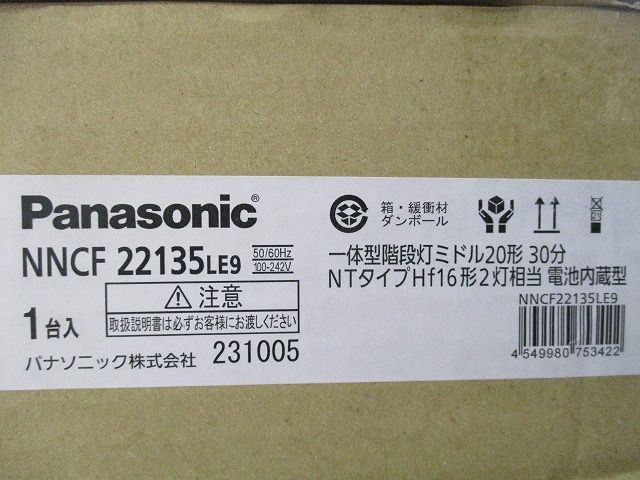 Panasonic®
箱・緩衝材
ダンボール
NNCF 22135LE9
50/60Hz
100-242V
一体型階段灯ミドル20形 30分
NTタイプHf16形2灯相当 電池内蔵型
注意
取扱説明書は必ずお客様にお渡しください
1台入
NNCF22135LE9
パナソニック株式会社
231005
4 549980 753422